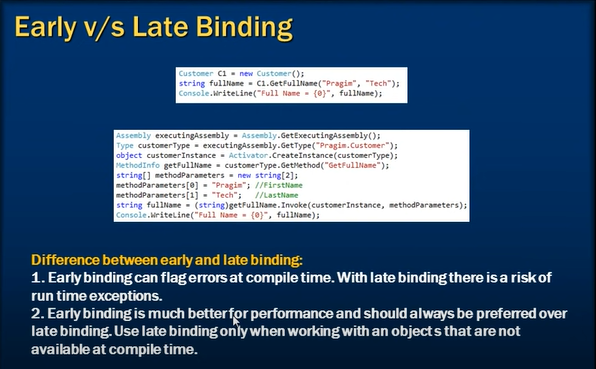 Early v/s Late Binding
Customer C1 = new Customer();
string fullName = C1.GetFullName("Pragim", "Tech");
Console.WriteLine("Full Name = {0}", fullName);
Assembly executingAssembly = Assembly.GetExecutingAssembly();
Type customerType = executingAssembly.GetType("Pragim.Customer");
object customerInstance = Activator.CreateInstance(customerType);
MethodInfo getFullName = customerType.GetMethod("GetFullName");
string[] methodParameters = new string[2];
methodParameters[0] = "Pragim"; //FirstName
methodParameters[1] = "Tech";   //LastName
string fullName = (string)getFullName.Invoke(customerInstance, methodParameters);
Console.WriteLine("Full Name = {0}", fullName);
Difference between early and late binding:
1. Early binding can flag errors at compile time. With late binding there is a risk of
run time exceptions.
2. Early binding is much better for performance and should always be preferred over
late binding. Use late binding only when working with an object s that are not
available at compile time.